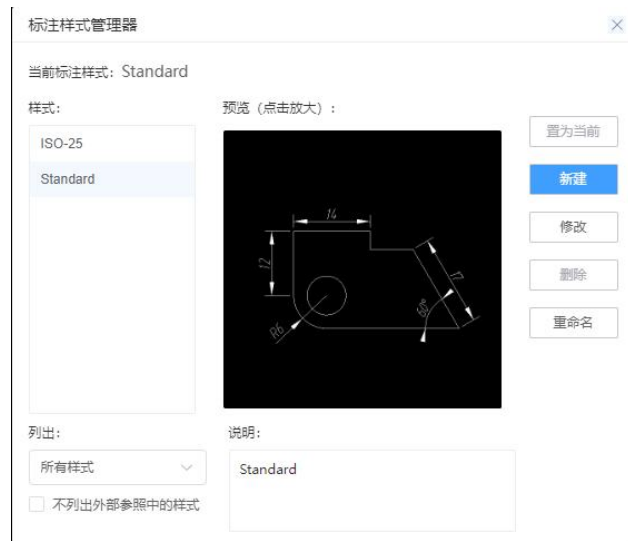 标注样式管理器
当前标注样式: Standard
样式:
预览（点击放大）:
ISO-25
Standard
14
12
17
60°
R6
置为当前
新建
修改
删除
重命名
列出:
所有样式
不列出外部参照中的样式
说明:
Standard